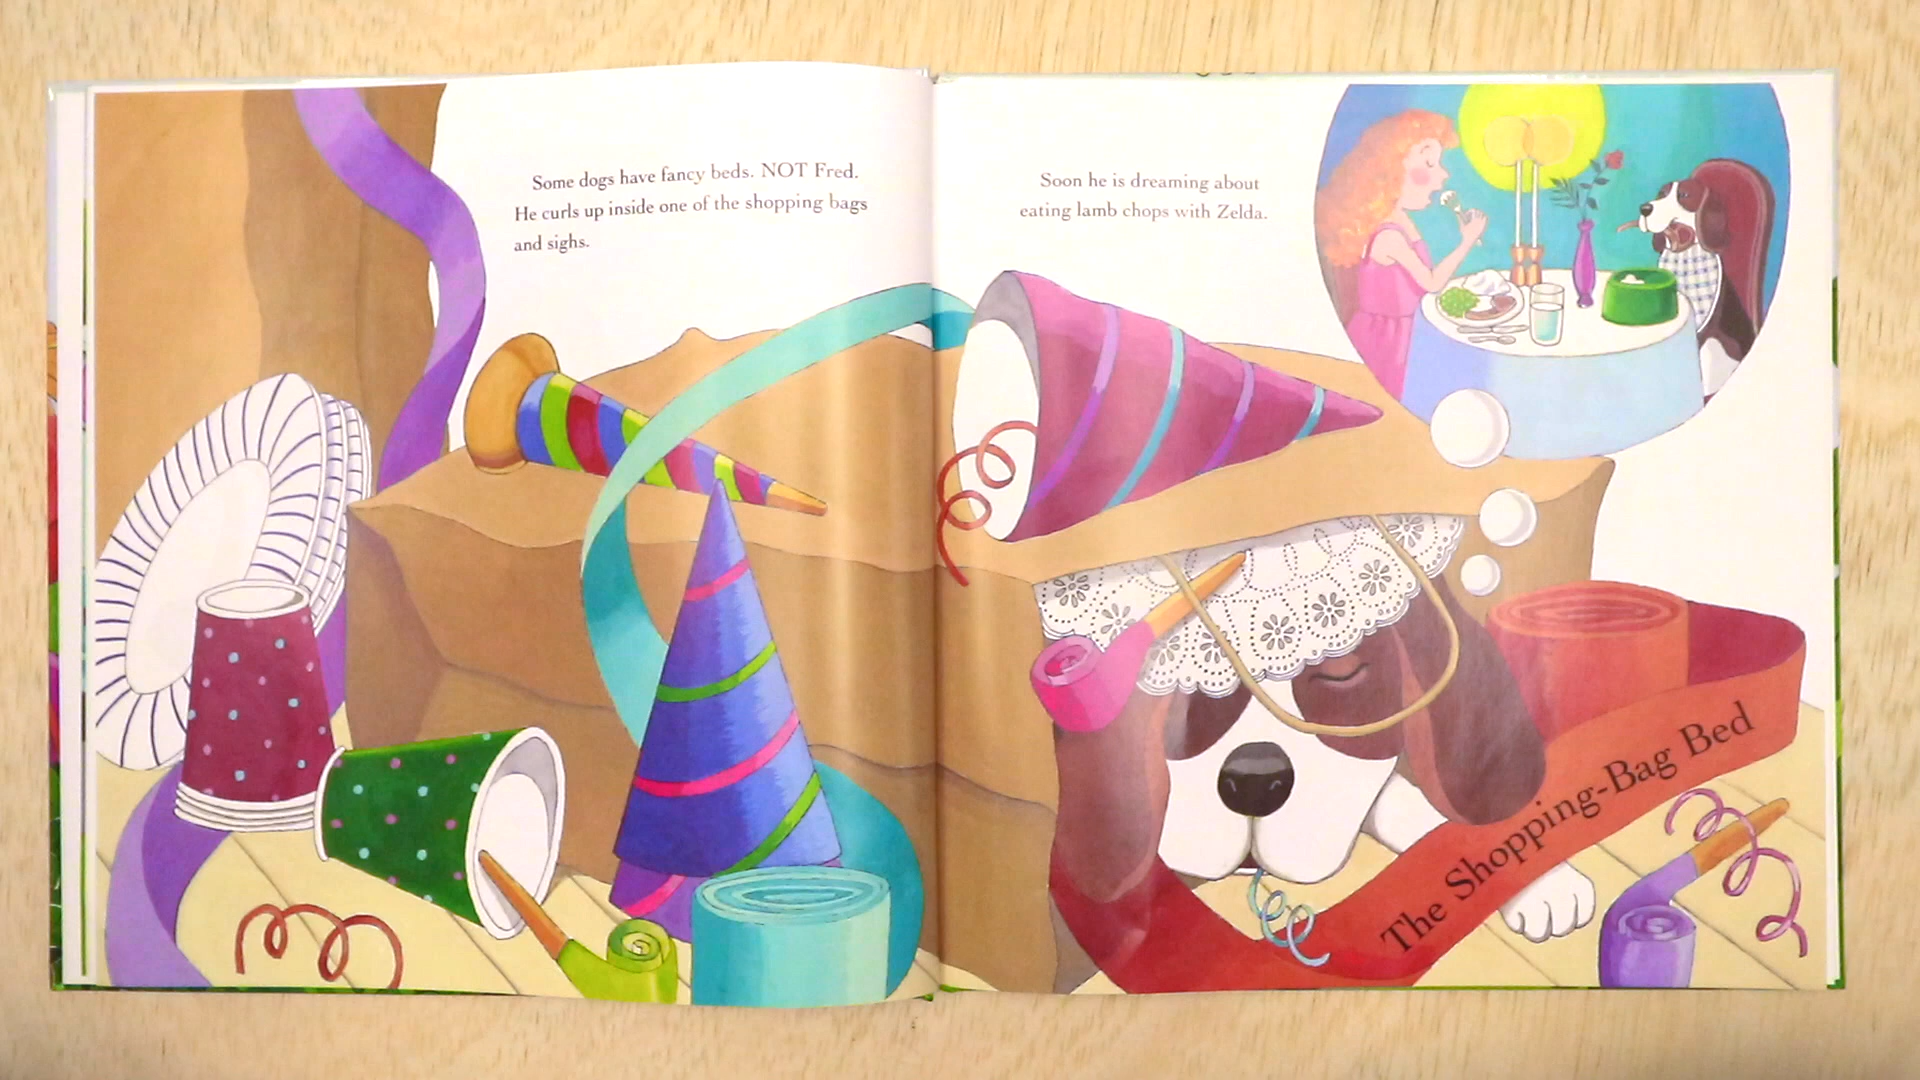 Some dogs have fancy beds. NOT Fred.
He curls up inside one of the shopping bags
and sighs.
Soon he is dreaming about
eating lamb chops with Zelda.
The Shopping-Bag Bed